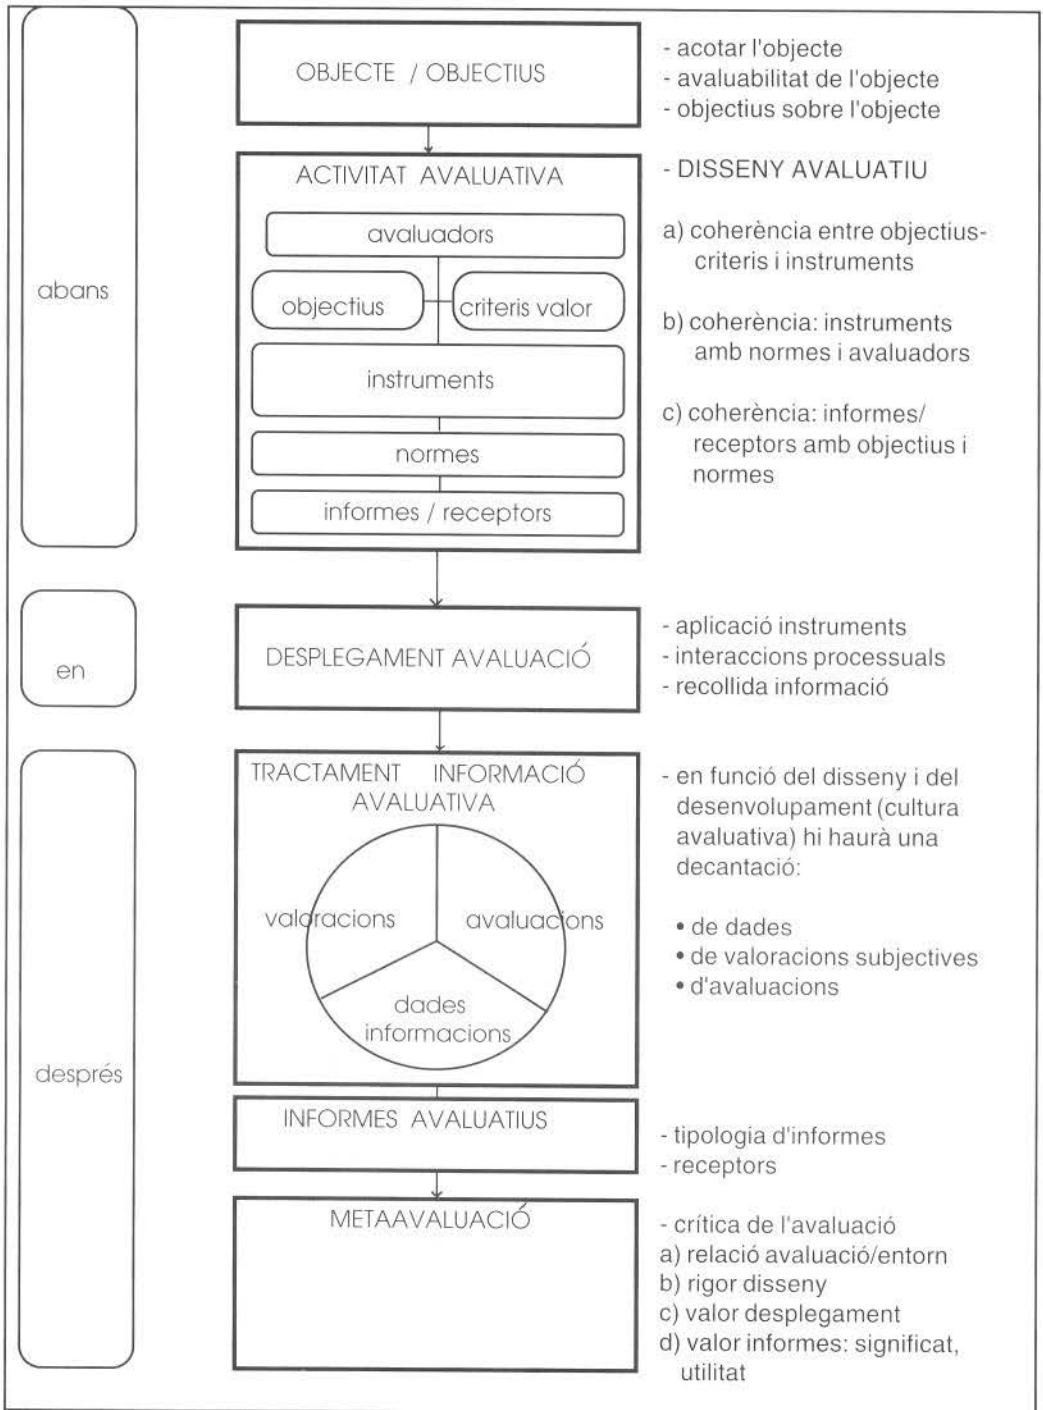 abans
OBJECTE / OBJECTIUS
- acotar l'objecte
- avaluabilitat de l'objecte
- objectius sobre l'objecte
ACTIVITAT AVALUATIVA
avaluadors
objectius
criteris valor
instruments
normes
informes / receptors
- DISSENY AVALUATIU
a) coherència entre objectius-
criteris i instruments
b) coherència: instruments
amb normes i avaluadors
c) coherència: informes/
receptors amb objectius i
normes
en
DESPLEGAMENT AVALUACIÓ
- aplicació instruments
- interaccions processuals
- recollida informació
després
TRACTAMENT INFORMACIÓ
AVALUATIVA
valoracions
avaluacions
dades
informacions
- en funció del disseny i del
desenvolupament (cultura
avaluativa) hi haurà una
decantació:
• de dades
• de valoracions subjectives
• d'avaluacions
INFORMES AVALUATIUS
- tipologia d'informes
- receptors
METAAVALUACIÓ
- crítica de l'avaluació
a) relació avaluació/entorn
b) rigor disseny
c) valor desplegament
d) valor informes: significat,
utilitat